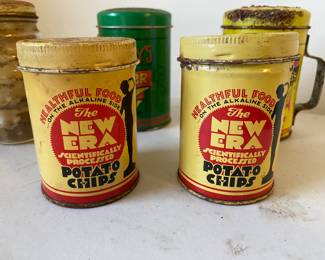 HEALTHFUL FOOD
ON THE ALKALINE SIDE
The
NEW
ERA
SCIENTIFICALLY
PROCESSED
POTATO
CHIPS
HEALTHFUL FOOD
ON THE ALKALINE SIDE
The
NEW
ERA
SCIENTIFICALLY
PROCESSED
POTATO
CHIPS